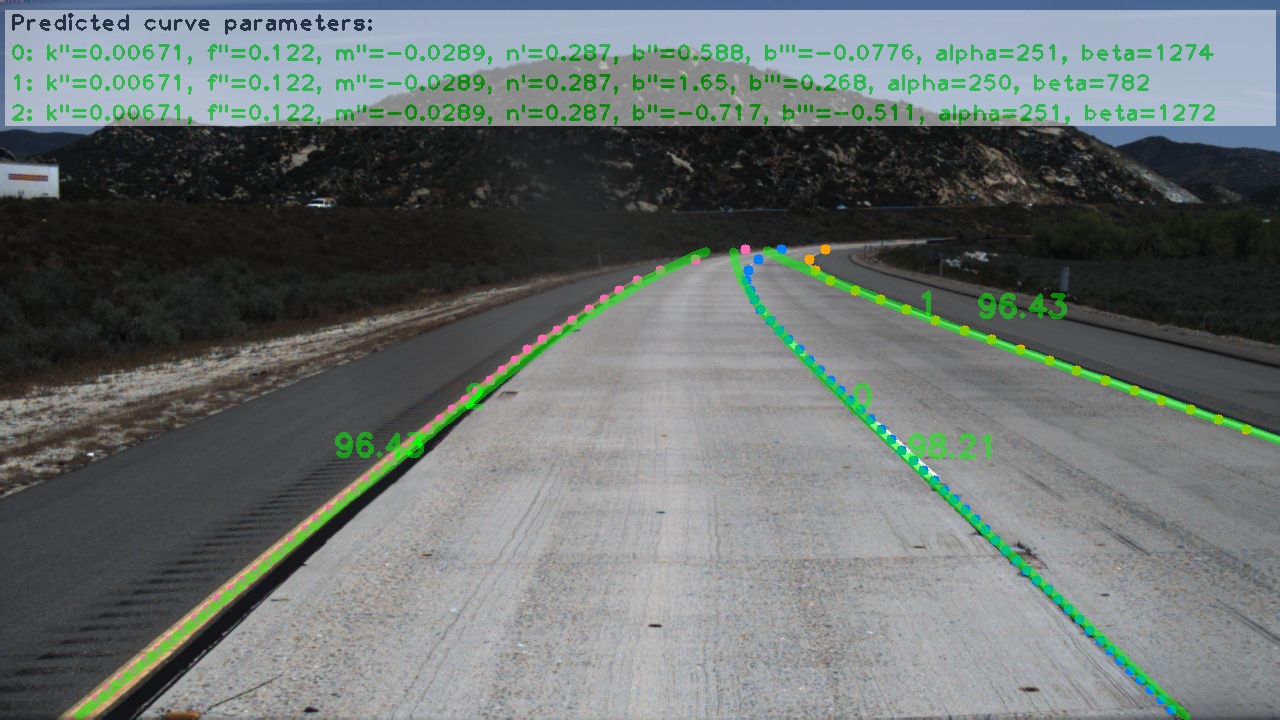 Predicted curve parameters:
0: k''=0.00671, f''=0.122, m''=-0.0289, n'=0.287, b''=0.588, b'''=-0.0776, alpha=251, beta=1274
1: k''=0.00671, f''=0.122, m''=-0.0289, n'=0.287, b''=1.65, b'''=0.268, alpha=250, beta=782
2: k''=0.00671, f''=0.122, m''=-0.0289, n'=0.287, b''=-0.717, b'''=-0.511, alpha=251, beta=1272
1 96.43
2 0
96.43 98.21